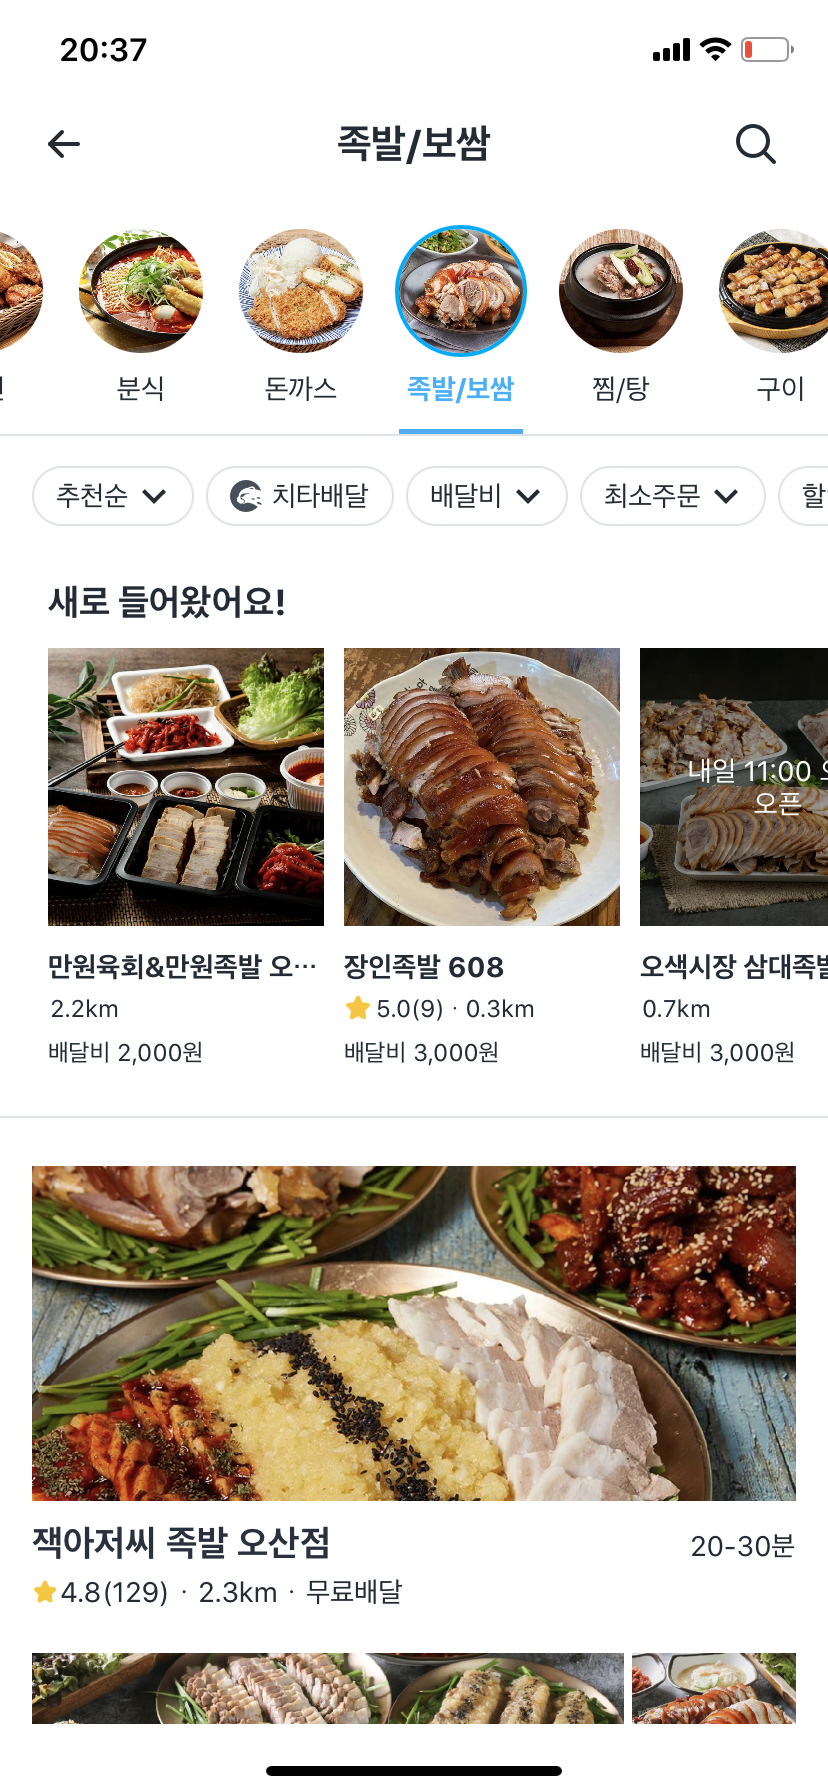 20:37
족발/보쌈
분식
돈까스
족발/보쌈
찜/탕
구이
추천순
치타배달
배달비
최소주문
할
새로 들어왔어요!
내일 11:00 오
오픈
만원육회&만원족발 오···
장인족발 608
오색시장 삼대족발
2.2km
5.0(9) · 0.3km
0.7km
배달비 2,000원
배달비 3,000원
배달비 3,000원
잭아저씨 족발 오산점
20-30분
4.8(129) · 2.3km · 무료배달